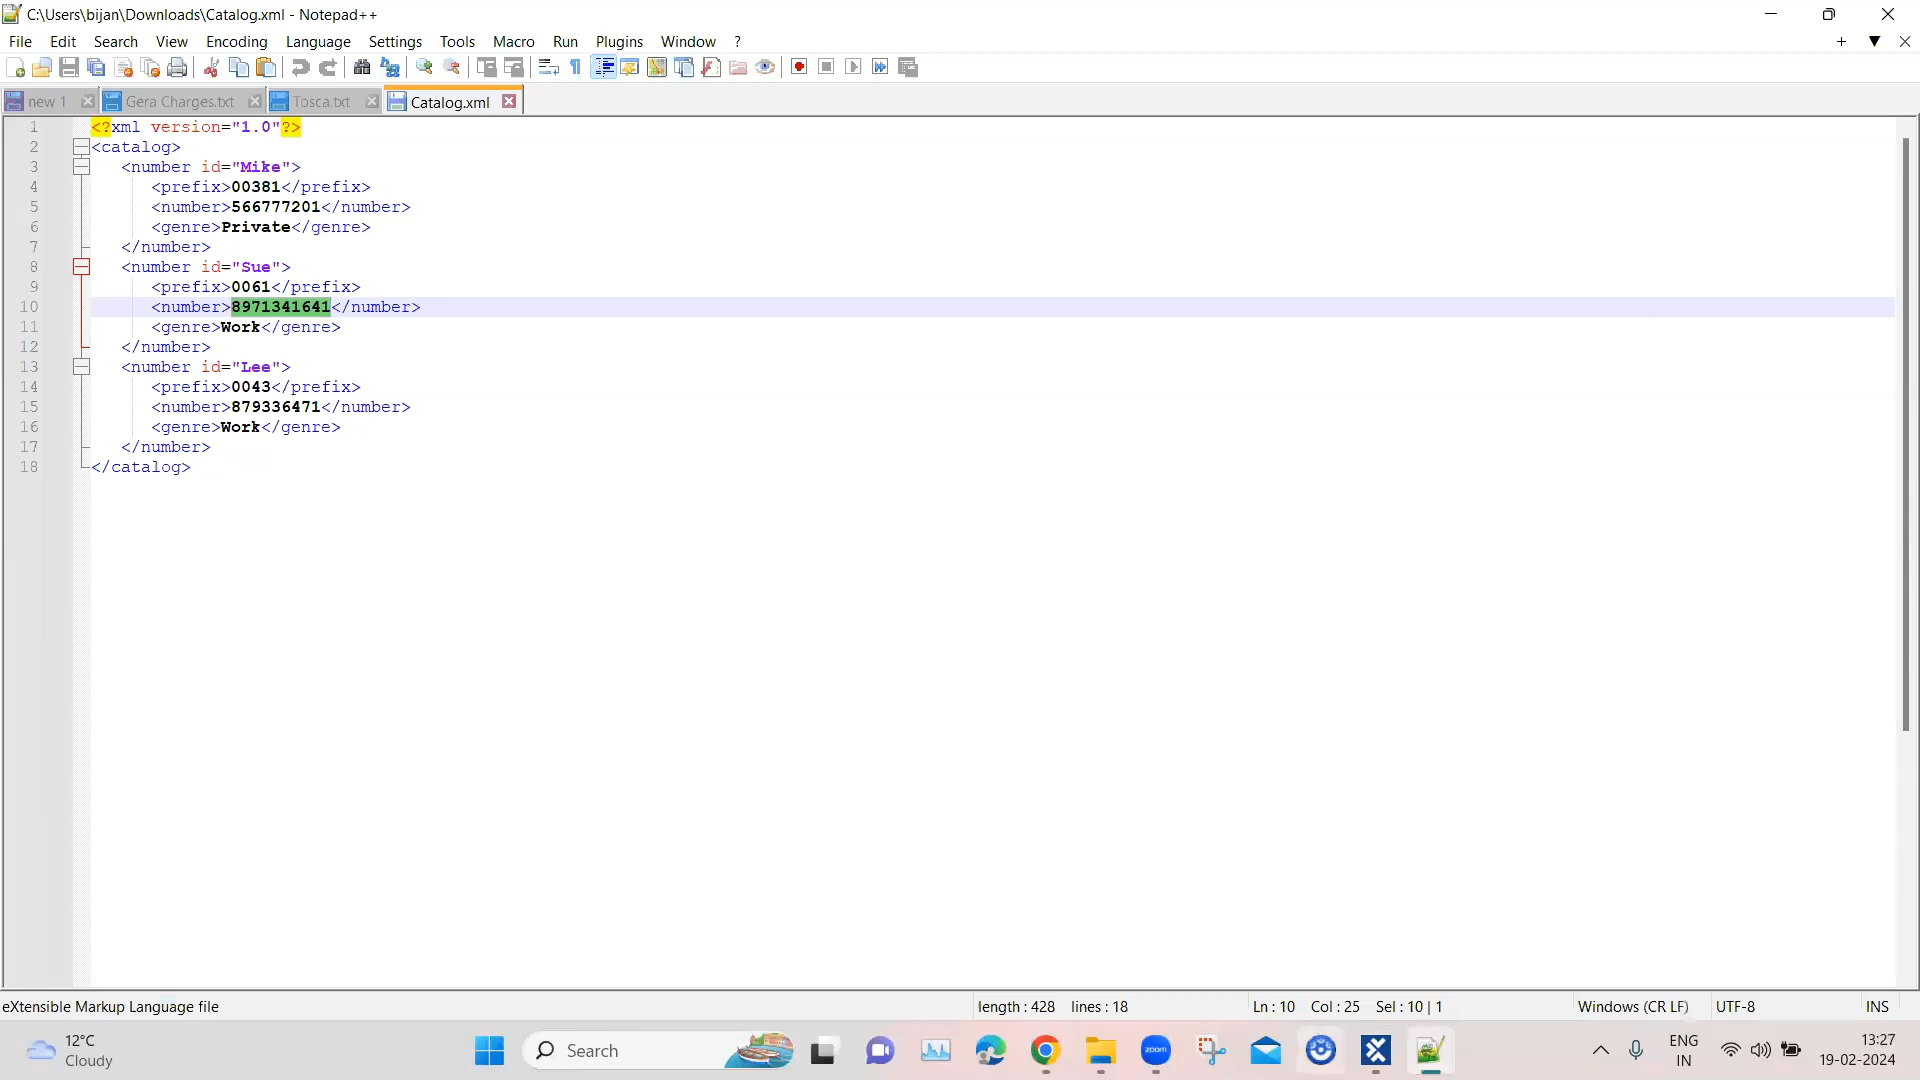 C:\Users\bijan\Downloads\Catalog.xml - Notepad++
File Edit Search View Encoding Language Settings Tools Macro Run Plugins Window ?
new 1 Gera Charges.txt Tosca.txt Catalog.xml
1 <?xml version="1.0"?>
2 <catalog>
3 <number id="Mike">
4 <prefix>00381</prefix>
5 <number>566777201</number>
6 <genre>Private</genre>
7 </number>
8 <number id="Sue">
9 <prefix>0061</prefix>
10 <number>8971341641</number>
11 <genre>Work</genre>
12 </number>
13 <number id="Lee">
14 <prefix>0043</prefix>
15 <number>879336471</number>
16 <genre>Work</genre>
17 </number>
18 </catalog>
eXtensible Markup Language file length : 428 lines : 18 Ln : 10 Col : 25 Sel : 10 | 1 Windows (CR LF) UTF-8 INS
12°C
Cloudy
Search
zoom
ENG
IN
13:27
19-02-2024